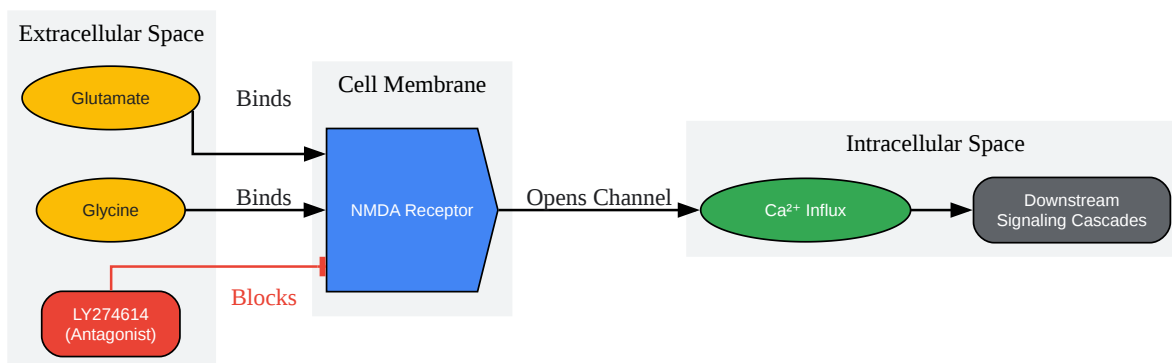 Extracellular Space
Glutamate
Binds
Cell Membrane
Glycine
Binds
NMDA Receptor
Opens Channel
Intracellular Space
Ca²⁺ Influx
Downstream
Signaling Cascades
LY274614
(Antagonist)
Blocks